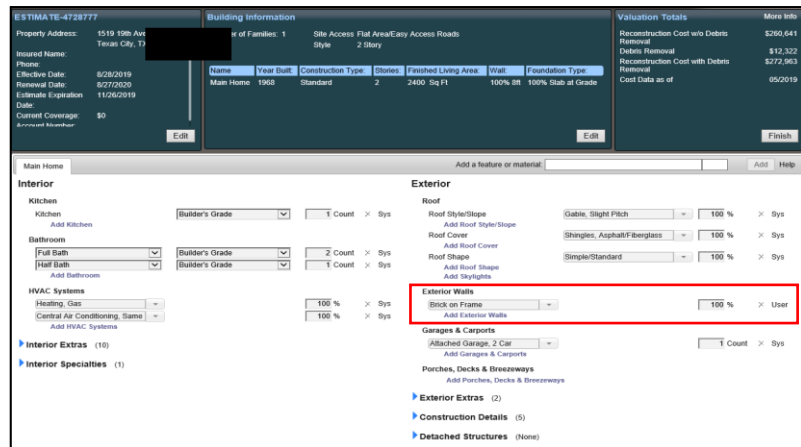 ESTIMATE-4728777
Property Address: 1519 19th Ave
Texas City, TX
Insured Name:
Phone:
Effective Date: 8/28/2019
Renewal Date: 8/27/2020
Estimate Expiration Date: 11/26/2019
Current Coverage: $0
Account Number:
Edit
Building Information
er of Families: 1 Site Access Flat Area/Easy Access Roads
Style 2 Story
Name Year Built: Construction Type: Stories: Finished Living Area: Wall: Foundation Type:
Main Home 1968 Standard 2 2400 Sq Ft 100% 8ft 100% Slab at Grade
Edit
Valuation Totals More Info
Reconstruction Cost w/o Debris Removal $260,641
Debris Removal $12,322
Reconstruction Cost with Debris Removal $272,963
Cost Data as of 05/2019
Finish
Main Home
Add a feature or material:
Add Help
Interior
Kitchen
Kitchen Builder's Grade 1 Count × Sys
Add Kitchen
Bathroom
Full Bath Builder's Grade 2 Count × Sys
Half Bath Builder's Grade 1 Count × Sys
Add Bathroom
HVAC Systems
Heating, Gas 100 % × Sys
Central Air Conditioning, Same 100 % × Sys
Add HVAC Systems
Interior Extras (10)
Interior Specialties (1)
Exterior
Roof
Roof Style/Slope Gable, Slight Pitch 100 % × Sys
Add Roof Style/Slope
Roof Cover Shingles, Asphalt/Fiberglass 100 % × Sys
Add Roof Cover
Roof Shape Simple/Standard 100 % × Sys
Add Roof Shape
Add Skylights
Exterior Walls
Brick on Frame 100 % × User
Add Exterior Walls
Garages & Carports
Attached Garage, 2 Car 1 Count × Sys
Add Garages & Carports
Porches, Decks & Breezeways
Add Porches, Decks & Breezeways
Exterior Extras (2)
Construction Details (5)
Detached Structures (None)